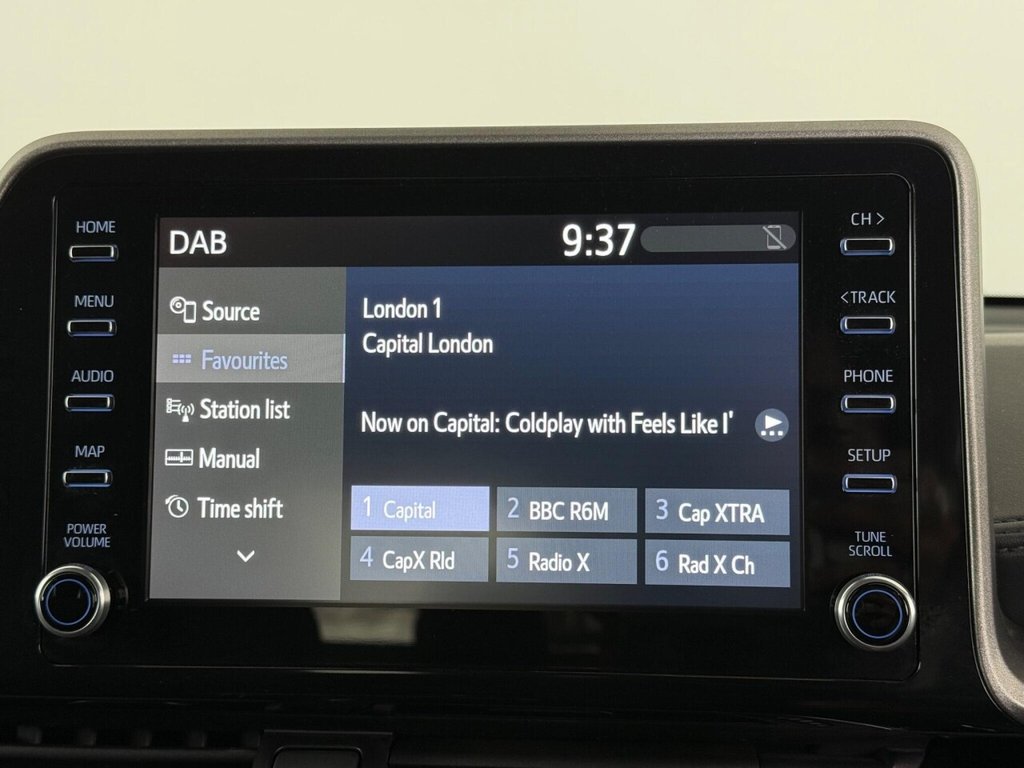 HOME
MENU
AUDIO
MAP
POWER
VOLUME
DAB
9:37
Source
Favourites
Station list
Manual
Time shift
London 1
Capital London
Now on Capital: Coldplay with Feels Like I'
1 Capital
2 BBC R6M
3 Cap XTRA
4 CapX Rld
5 Radio X
6 Rad X Ch
CH >
<TRACK
PHONE
SETUP
TUNE
SCROLL